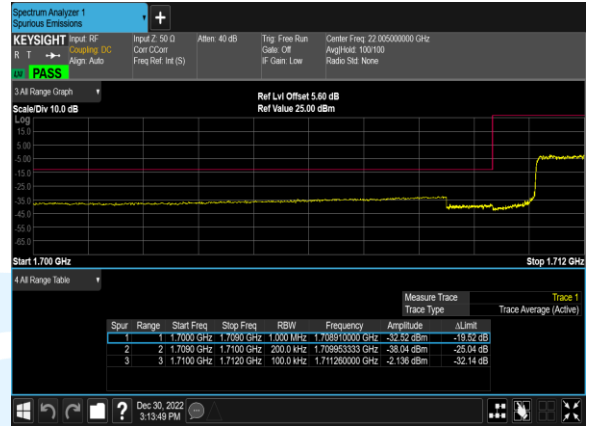 Spectrum Analyzer 1
Spurious Emissions
KEYSIGHT Input: RF Input Z: 50 Ω Atten: 40 dB Trig: Free Run Center Freq: 22.005000000 GHz
R T Coupling: DC Corr CCorr Gate: Off Avg|Hold: 100/100
Align: Auto Freq Ref: Int (S) IF Gain: Low Radio Std: None
LW PASS
3 All Range Graph
Ref Lvl Offset 5.60 dB
Scale/Div 10.0 dB Ref Value 25.00 dBm
Log
15.0
5.00
-5.00
-15.0
-25.0
-35.0
-45.0
-55.0
-65.0
Start 1.700 GHz Stop 1.712 GHz
4 All Range Table
Measure Trace Trace 1
Trace Type Trace Average (Active)
Spur Range Start Freq Stop Freq RBW Frequency Amplitude ΔLimit
1 1 1.7000 GHz 1.7090 GHz 1.000 MHz 1.708910000 GHz -32.52 dBm -19.52 dB
2 2 1.7090 GHz 1.7100 GHz 200.0 kHz 1.709953333 GHz -38.04 dBm -25.04 dB
3 3 1.7100 GHz 1.7120 GHz 100.0 kHz 1.711260000 GHz -2.136 dBm -32.14 dB
Dec 30, 2022
3:13:49 PM